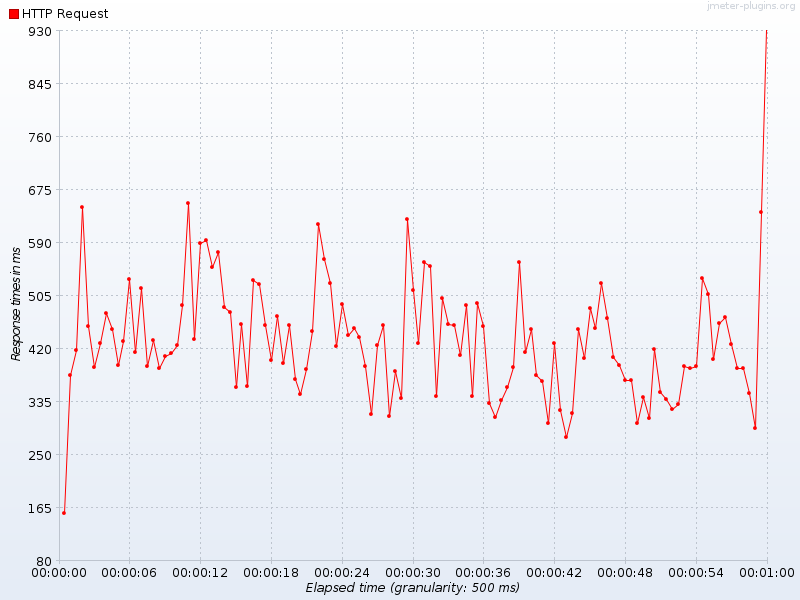 jmeter-plugins.org
HTTP Request
930
845
760
675
590
505
420
335
250
165
80
Response times in ms
00:00:00 00:00:06 00:00:12 00:00:18 00:00:24 00:00:30 00:00:36 00:00:42 00:00:48 00:00:54 00:01:00
Elapsed time (granularity: 500 ms)